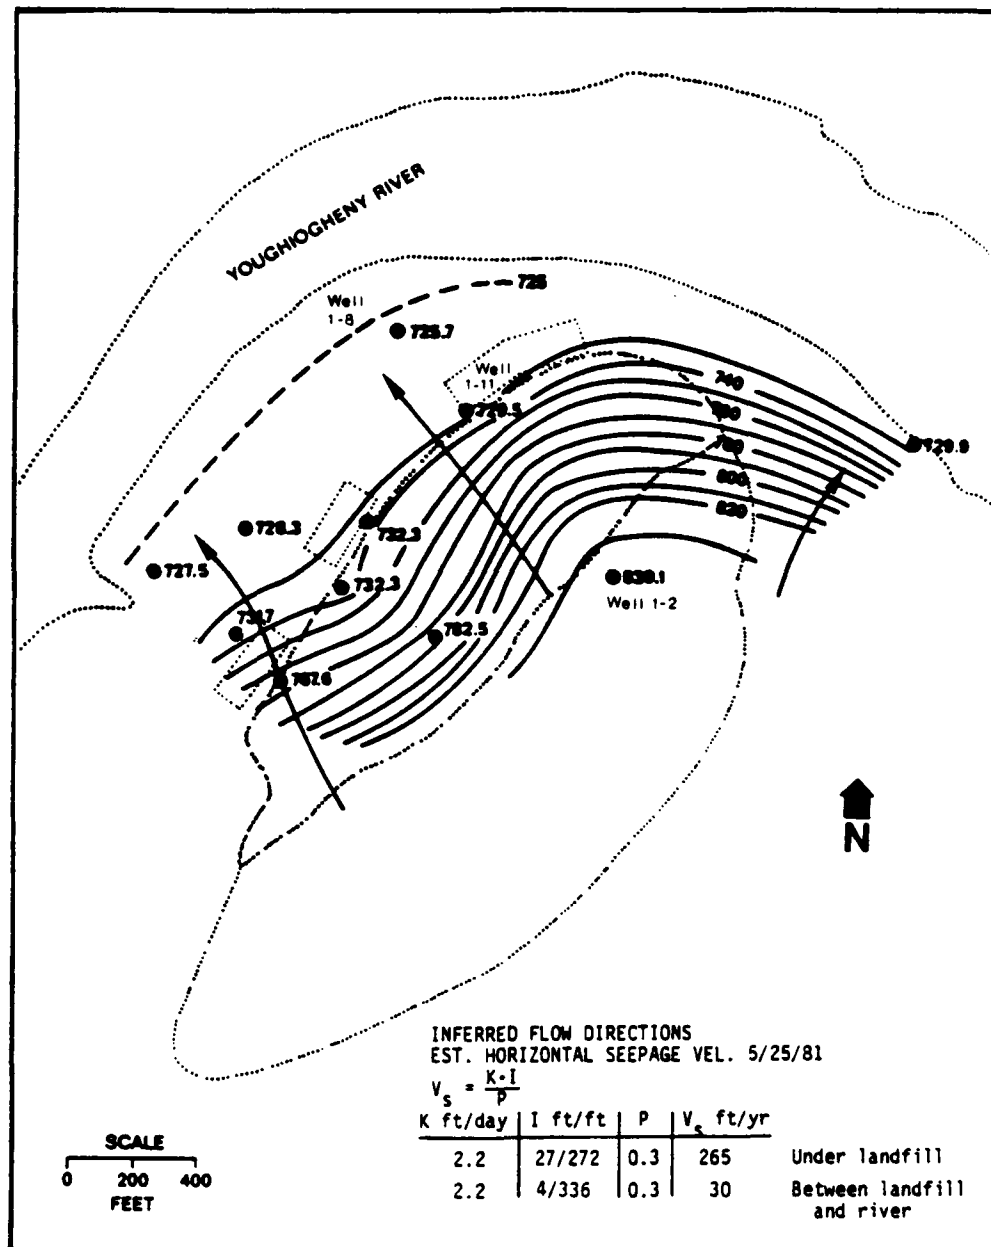 YOUGHIOGHENY RIVER
725
Well
1-8
725.7
Well
1-11
729.5
740
780
800
820
729.9
728.3
732.3
727.5
732.3
839.1
Well 1-2
782.5
N
INFERRED FLOW DIRECTIONS
EST. HORIZONTAL SEEPAGE VEL. 5/25/81
V_s = K·I/P
K ft/day I ft/ft P V_s ft/yr
2.2 27/272 0.3 265 Under landfill
2.2 4/336 0.3 30 Between landfill
and river
SCALE
0 200 400
FEET